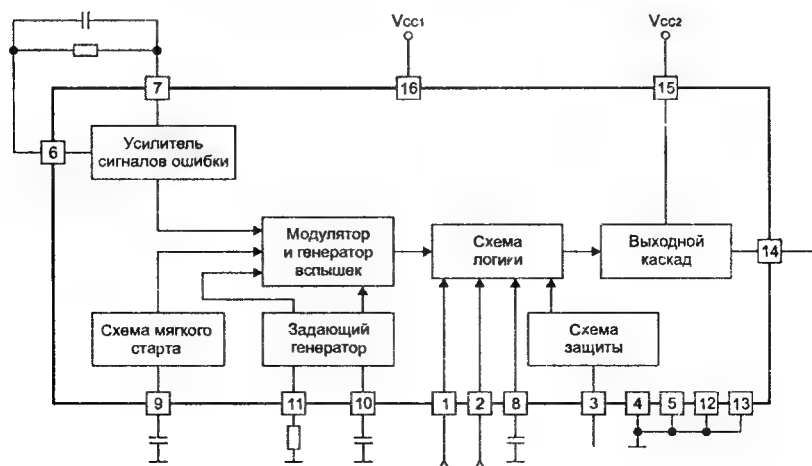 Vcc1
Vcc2
7
16
15
6
Усилитель
сигналов ошибки
Модулятор
и генератор
вспышек
Схема
логики
Выходной
каскад
14
Схема мягкого
старта
Задающий
генератор
Схема
защиты
9
11
10
1
2
8
3
4
5
12
13